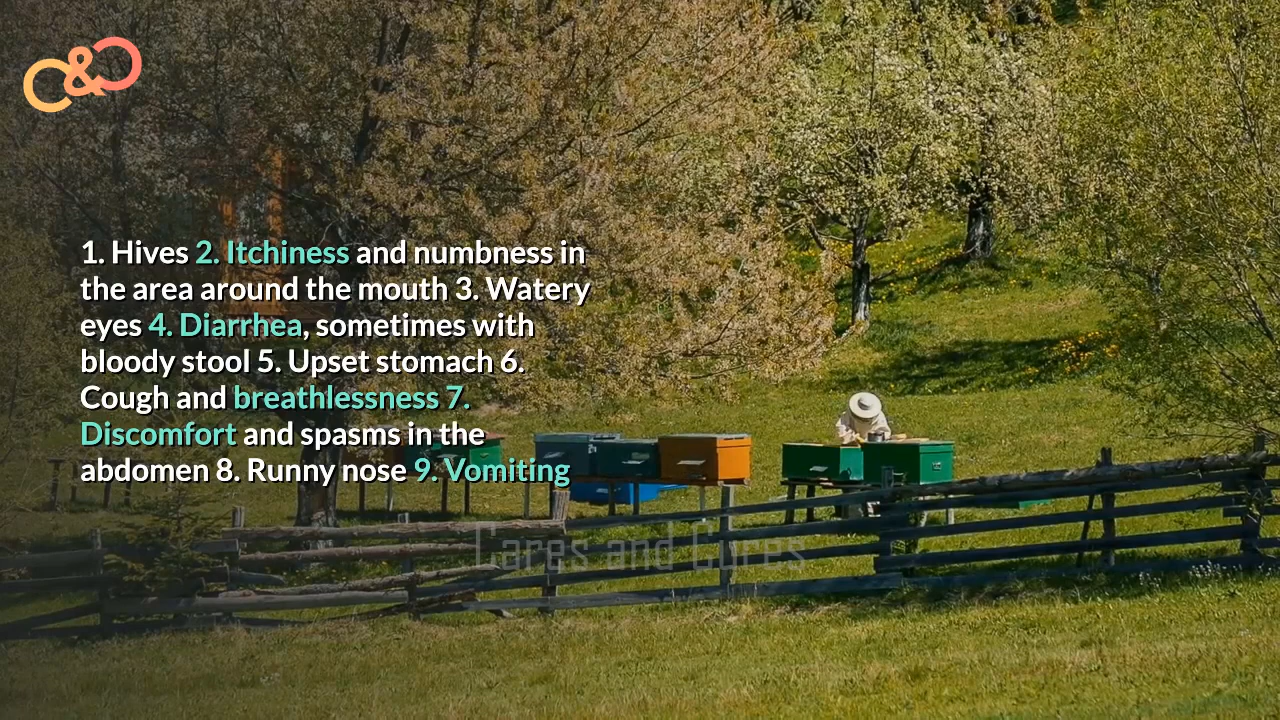 C&C
1. Hives 2. Itchiness and numbness in
the area around the mouth 3. Watery
eyes 4. Diarrhea, sometimes with
bloody stool 5. Upset stomach 6.
Cough and breathlessness 7.
Discomfort and spasms in the
abdomen 8. Runny nose 9. Vomiting
Cares and Cures